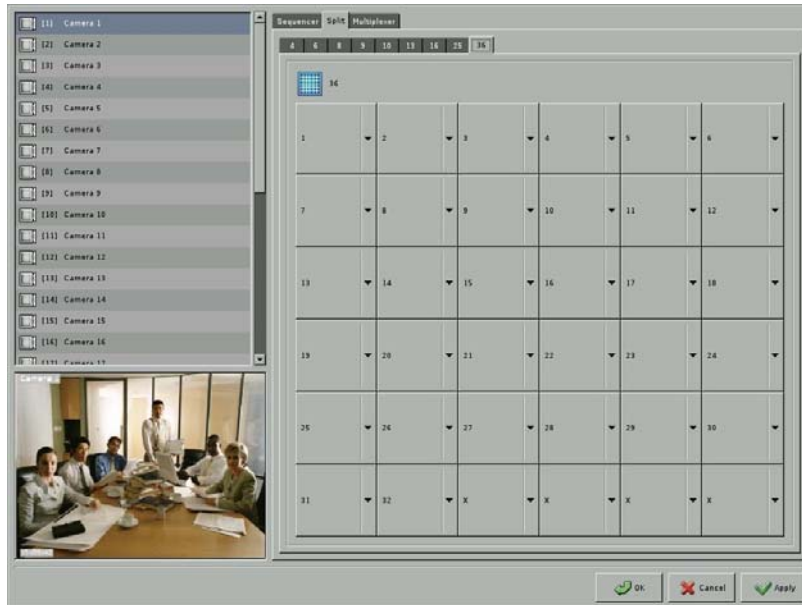 [1] Camera 1
[2] Camera 2
[3] Camera 3
[4] Camera 4
[5] Camera 5
[6] Camera 6
[7] Camera 7
[8] Camera 8
[9] Camera 9
[10] Camera 10
[11] Camera 11
[12] Camera 12
[13] Camera 13
[14] Camera 14
[15] Camera 15
[16] Camera 16
[17] Camera 17
Camera
Sequencer Split Multiplexer
4 6 8 9 10 13 16 25 36
36
1 2 3 4 5 6
7 8 9 10 11 12
13 14 15 16 17 18
19 20 21 22 23 24
25 26 27 28 29 30
31 32 X X X X
OK Cancel Apply